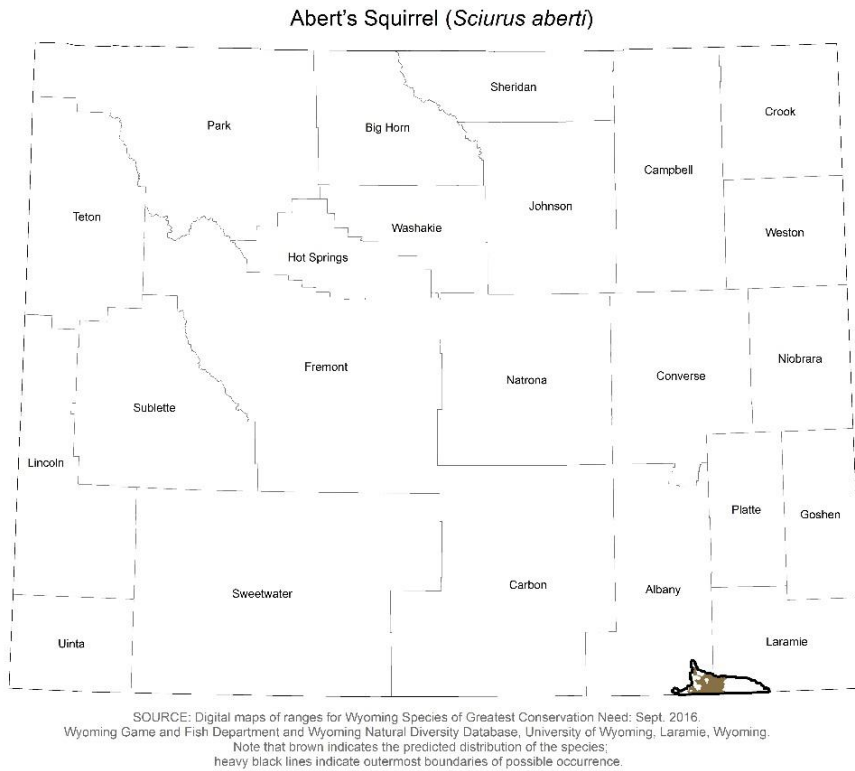 Abert's Squirrel (Sciurus aberti)
Sheridan
Crook
Park
Big Horn
Campbell
Johnson
Teton
Washakie
Weston
Hot Springs
Fremont
Niobrara
Natrona
Converse
Sublette
Lincoln
Platte
Goshen
Carbon
Albany
Sweetwater
Uinta
Laramie
SOURCE: Digital maps of ranges for Wyoming Species of Greatest Conservation Need: Sept. 2016.
Wyoming Game and Fish Department and Wyoming Natural Diversity Database, University of Wyoming, Laramie, Wyoming.
Note that brown indicates the predicted distribution of the species;
heavy black lines indicate outermost boundaries of possible occurrence.